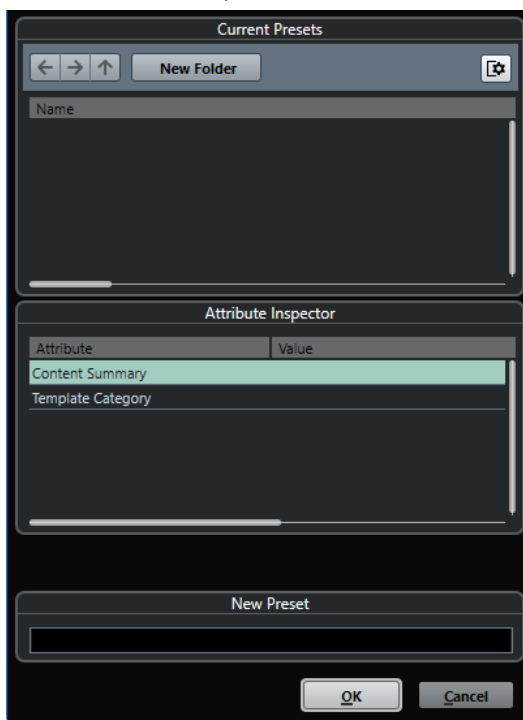 Current Presets
New Folder
Name
Attribute Inspector
Attribute Value
Content Summary
Template Category
New Preset
OK Cancel